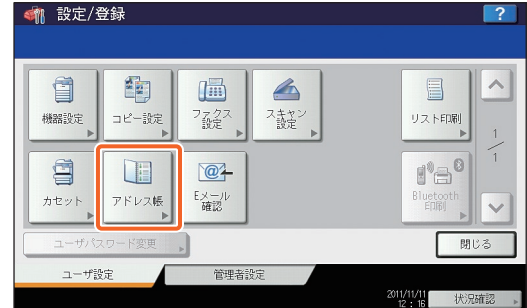 設定/登録
?
機器設定
コピー設定
ファクス
設定
スキャン
設定
リスト印刷
1
1
カセット
アドレス帳
Eメール
確認
Bluetooth
印刷
ユーザパスワード変更
閉じる
ユーザ設定
管理者設定
2011/11/11
12 : 16
状況確認